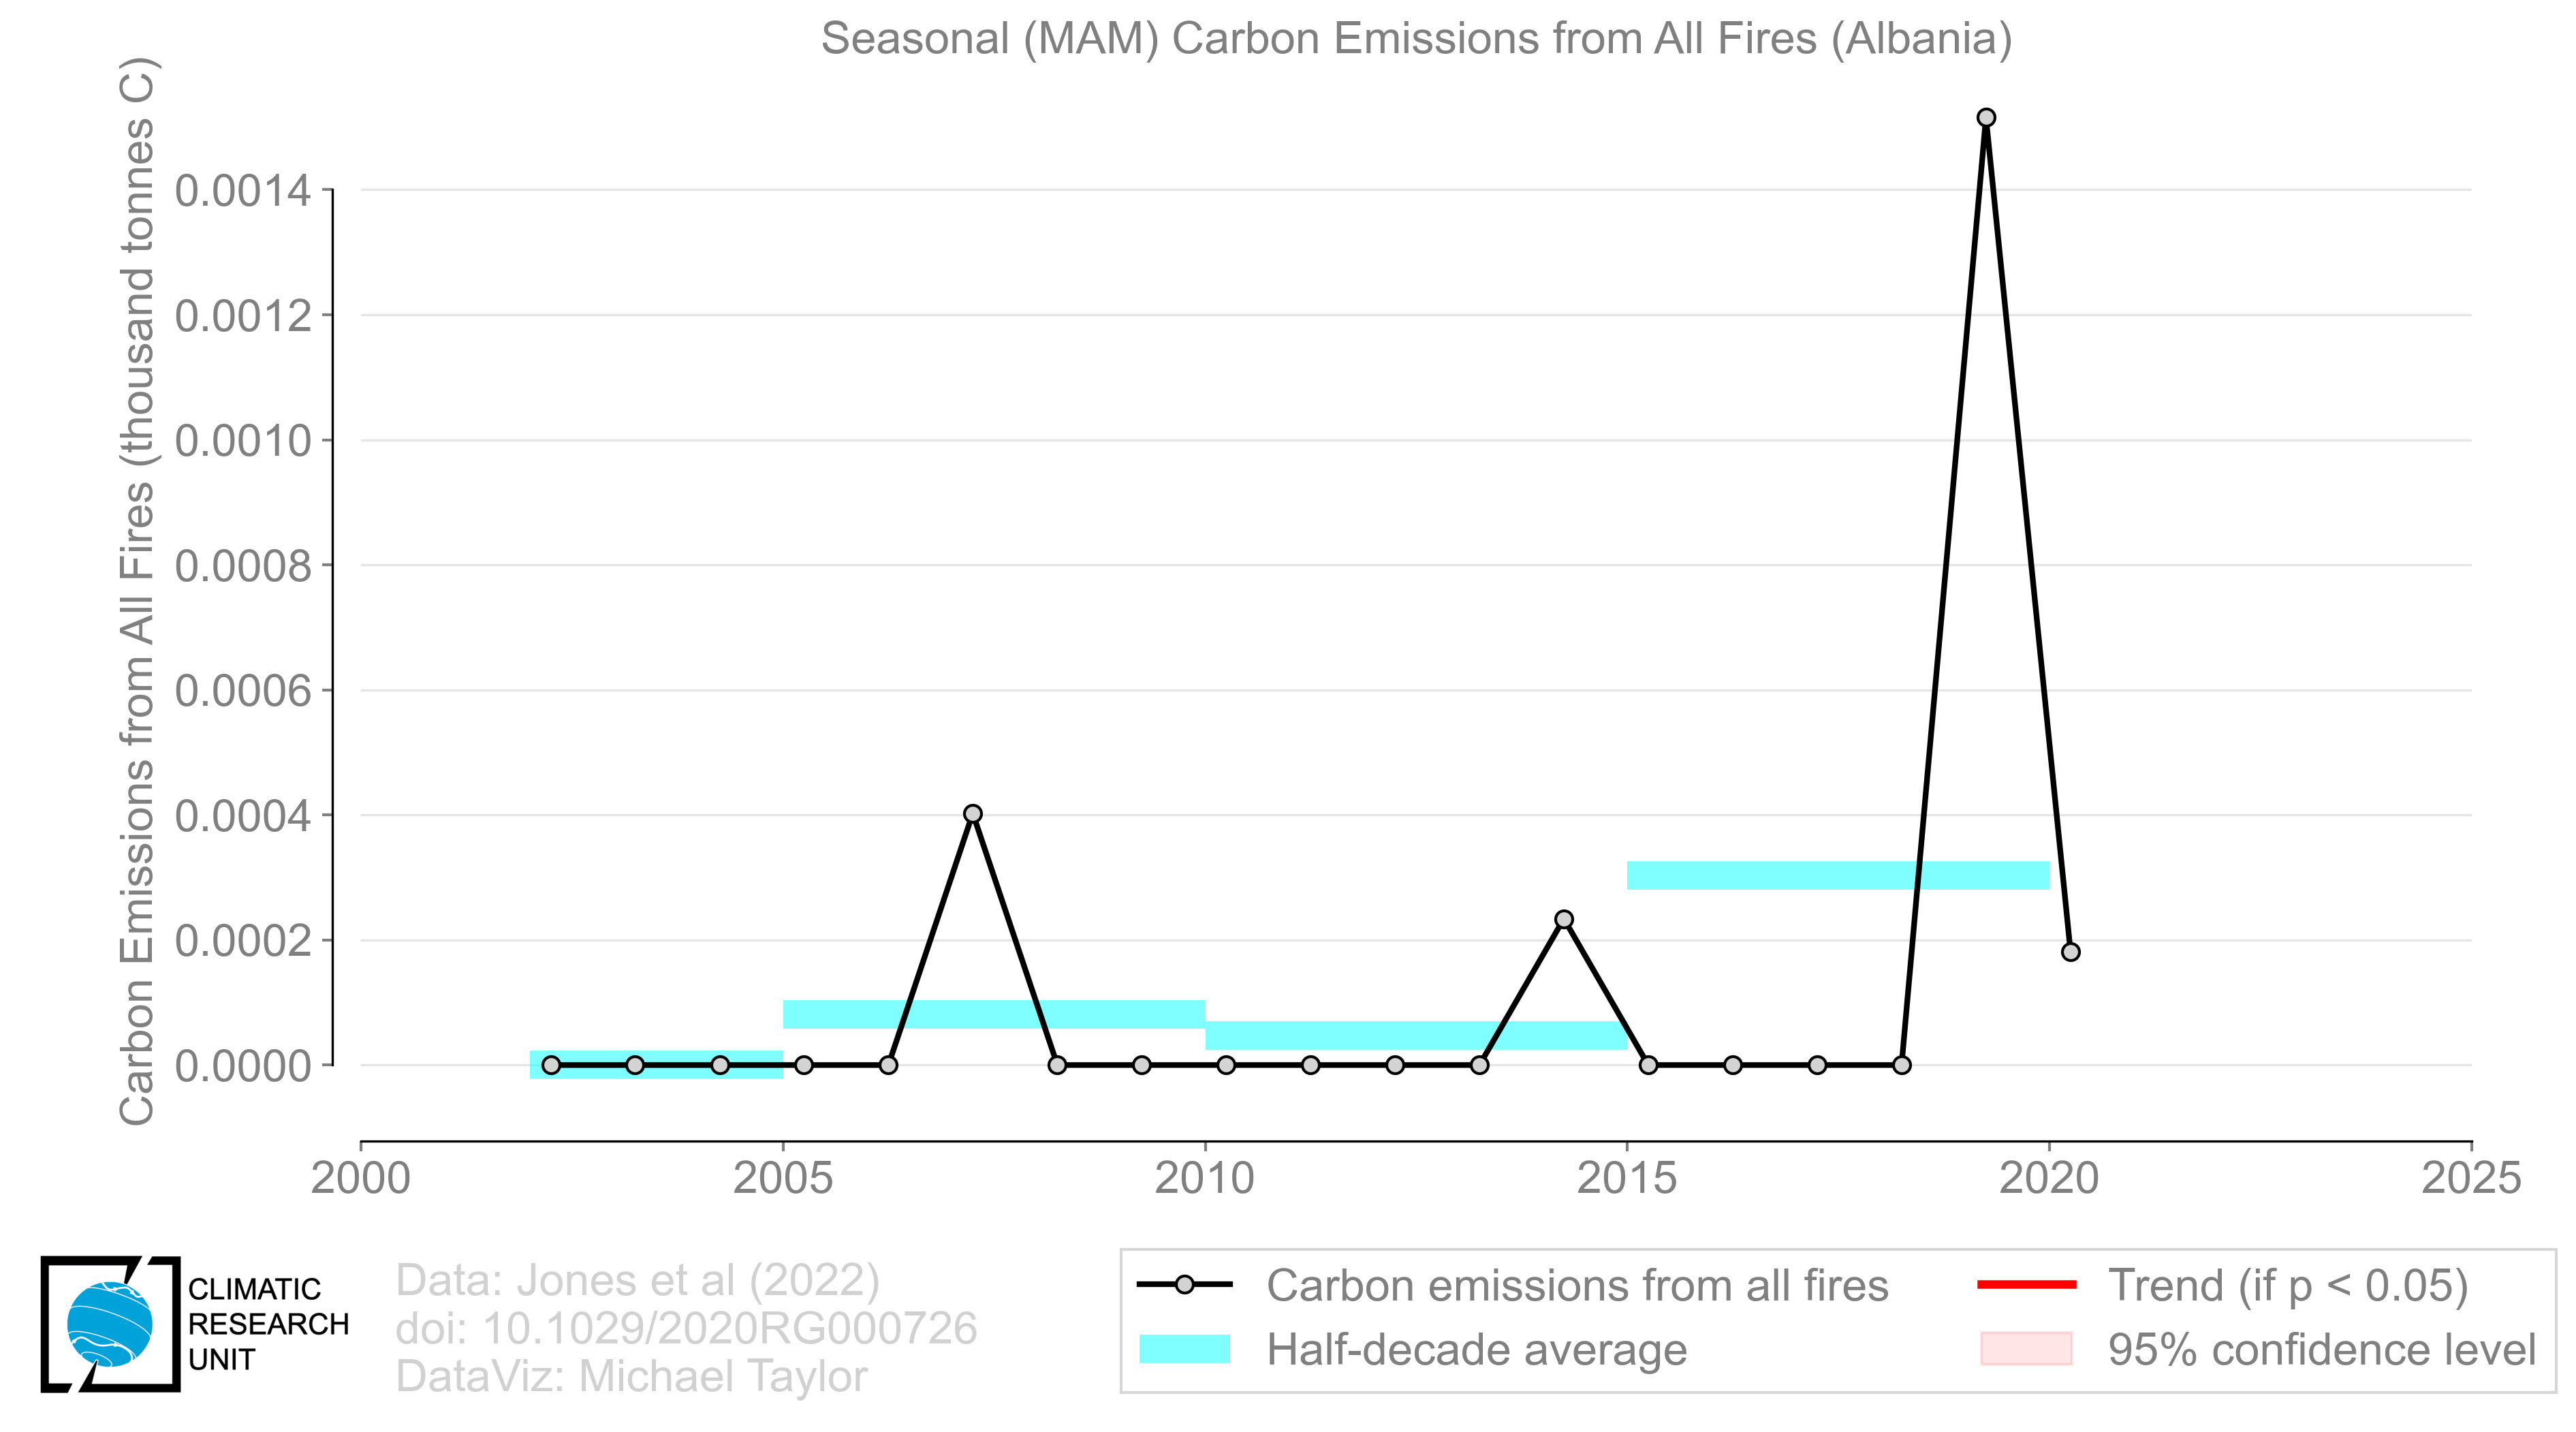 Seasonal (MAM) Carbon Emissions from All Fires (Albania)
Carbon Emissions from All Fires (thousand tonnes C)
0.0014
0.0012
0.0010
0.0008
0.0006
0.0004
0.0002
0.0000
2000 2005 2010 2015 2020 2025
CLIMATIC
RESEARCH
UNIT
Data: Jones et al (2022)
doi: 10.1029/2020RG000726
DataViz: Michael Taylor
Carbon emissions from all fires
Half-decade average
Trend (if p < 0.05)
95% confidence level